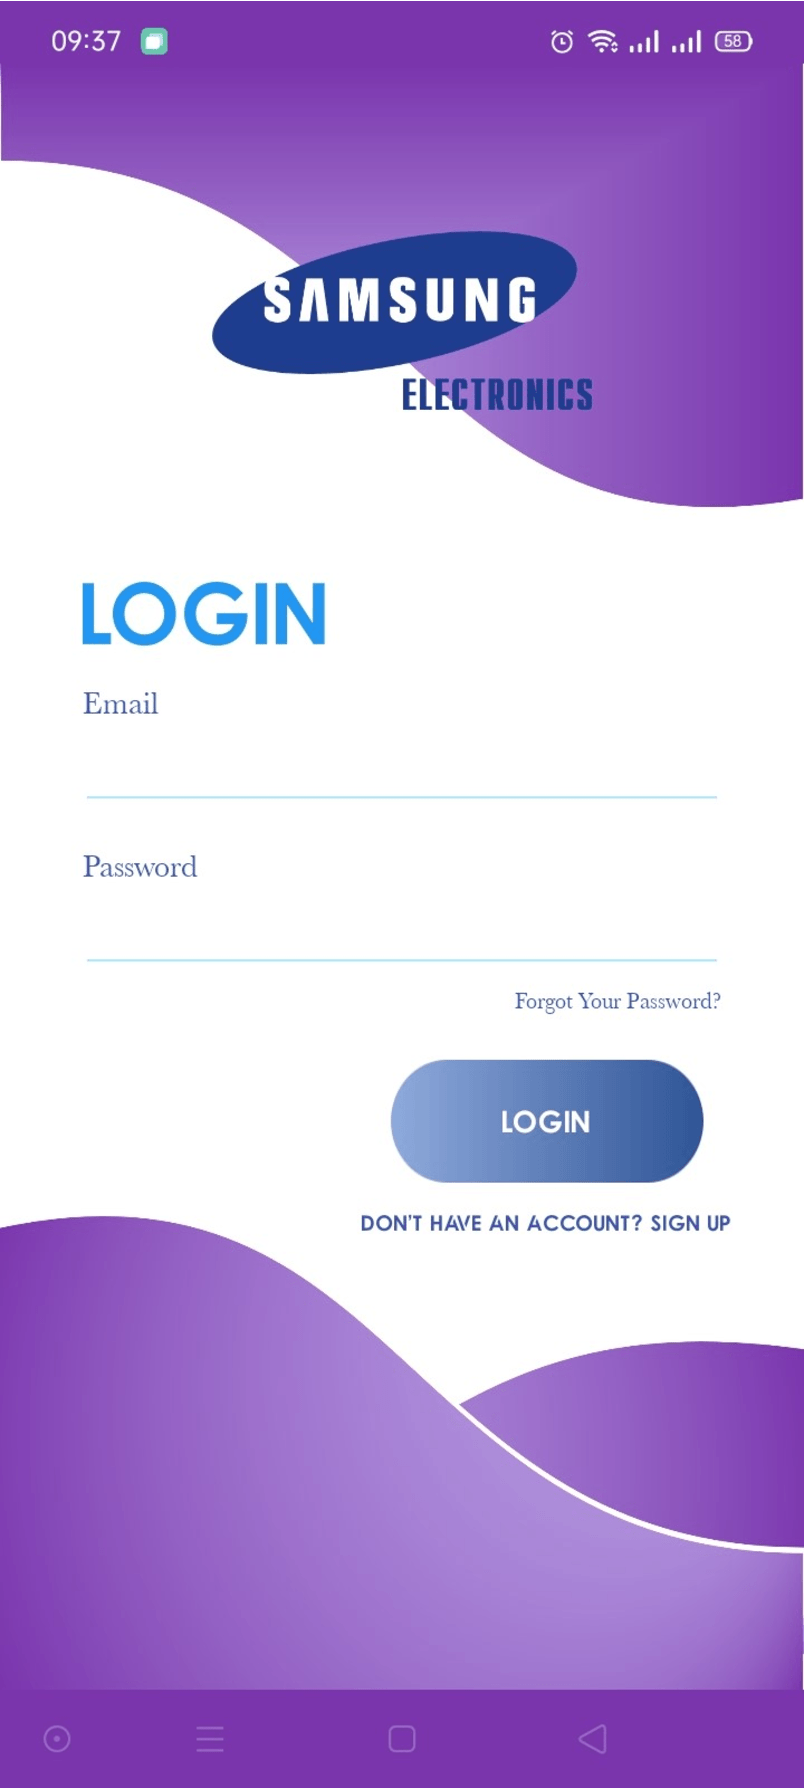 09:37
58
SAMSUNG
ELECTRONICS
LOGIN
Email
Password
Forgot Your Password?
LOGIN
DON'T HAVE AN ACCOUNT? SIGN UP